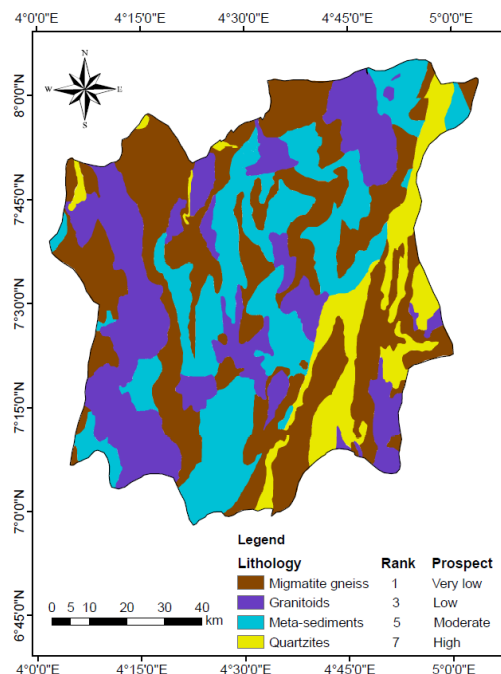 4°0'0"E 4°15'0"E 4°30'0"E 4°45'0"E 5°0'0"E
N
W E
S
8°0'0"N
7°45'0"N
7°30'0"N
7°15'0"N
7°0'0"N
6°45'0"N
Legend
Lithology Rank Prospect
Migmatite gneiss 1 Very low
Granitoids 3 Low
Meta-sediments 5 Moderate
Quartzites 7 High
0 5 10 20 30 40
km
4°0'0"E 4°15'0"E 4°30'0"E 4°45'0"E 5°0'0"E